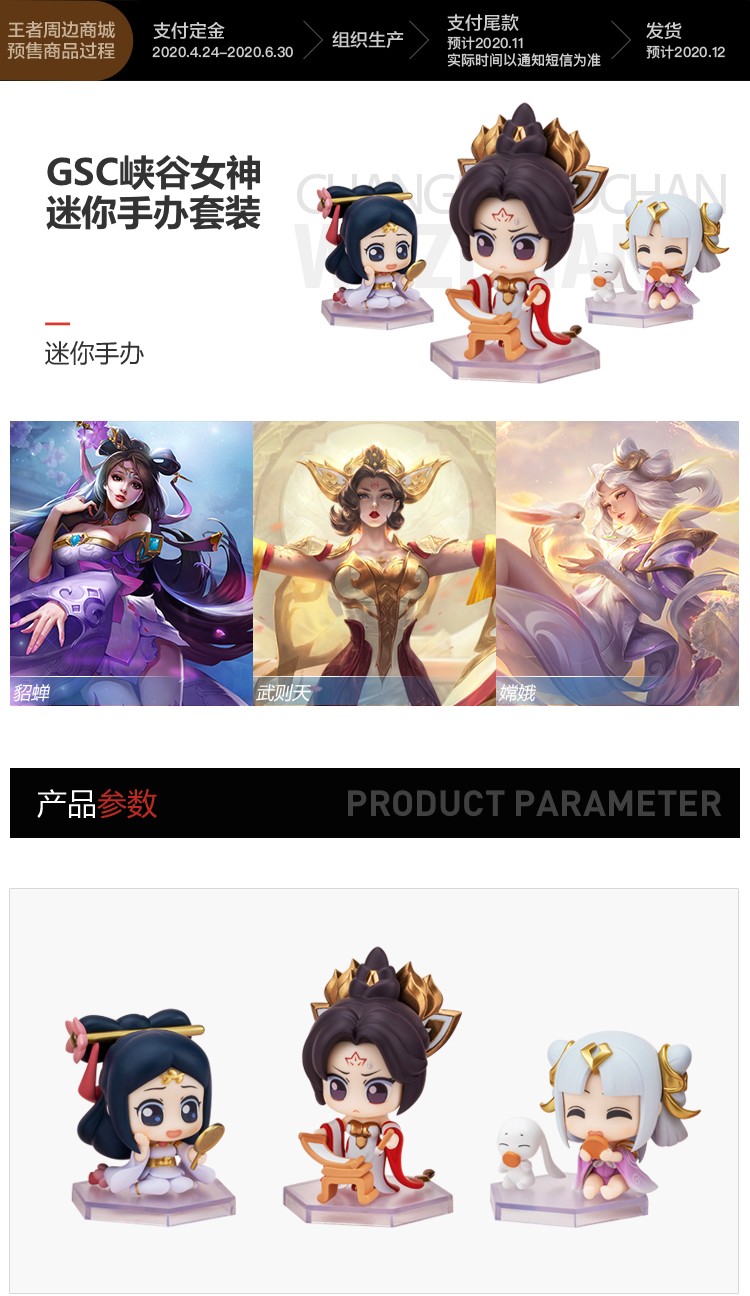 王者周边商城
预售商品过程
支付定金
2020.4.24–2020.6.30
组织生产
支付尾款
预计2020.11
实际时间以通知短信为准
发货
预计2020.12
GSC峡谷女神
迷你手办套装
迷你手办
貂蝉
武则天
嫦娥
产品参数
PRODUCT PARAMETER